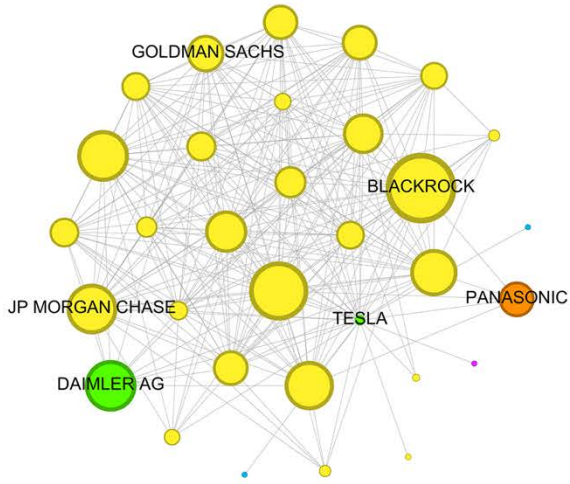 GOLDMAN SACHS
BLACKROCK
PANASONIC
JP MORGAN CHASE
TESLA
DAIMLER AG